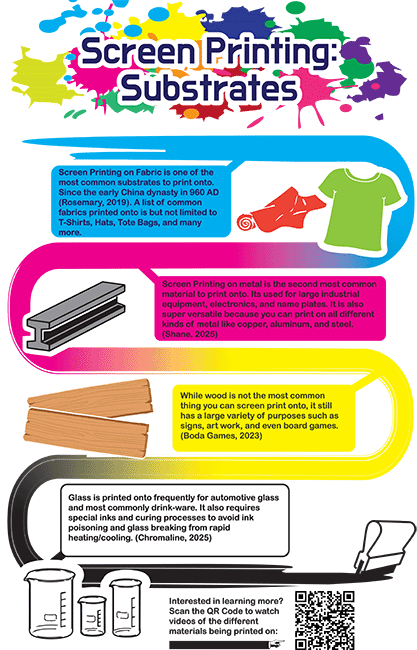 Screen Printing:
Substrates
Screen Printing on Fabric is one of the
most common substrates to print onto.
Since the early China dynasty in 960 AD
(Rosemary, 2019). A list of common
fabrics printed onto is but not limited to
T-Shirts, Hats, Tote Bags, and many
more.
Screen Printing on metal is the second most common
material to print onto. Its used for large industrial
equipment, electronics, and name plates. It is also
super versatile because you can print on all different
kinds of metal like copper, aluminum, and steel.
(Shane, 2025)
While wood is not the most common
thing you can screen print onto, it still
has a large variety of purposes such as
signs, art work, and even board games.
(Boda Games, 2023)
Glass is printed onto frequently for automotive glass
and most commonly drink-ware. It also requires
special inks and curing processes to avoid ink
poisoning and glass breaking from rapid
heating/cooling. (Chromaline, 2025)
Interested in learning more?
Scan the QR Code to watch
videos of the different
materials being printed on: